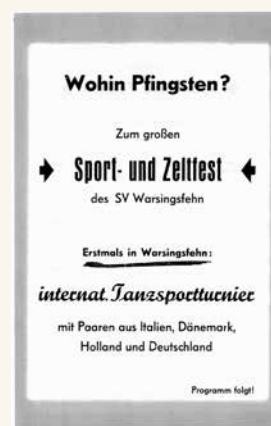 Wohin Pfingsten?
Zum großen
Sport- und Zeltfest
des SV Warsingsfehn
Erstmals in Warsingsfehn:
internat. Tanzsportturnier
mit Paaren aus Italien, Dänemark,
Holland und Deutschland
Programm folgt!